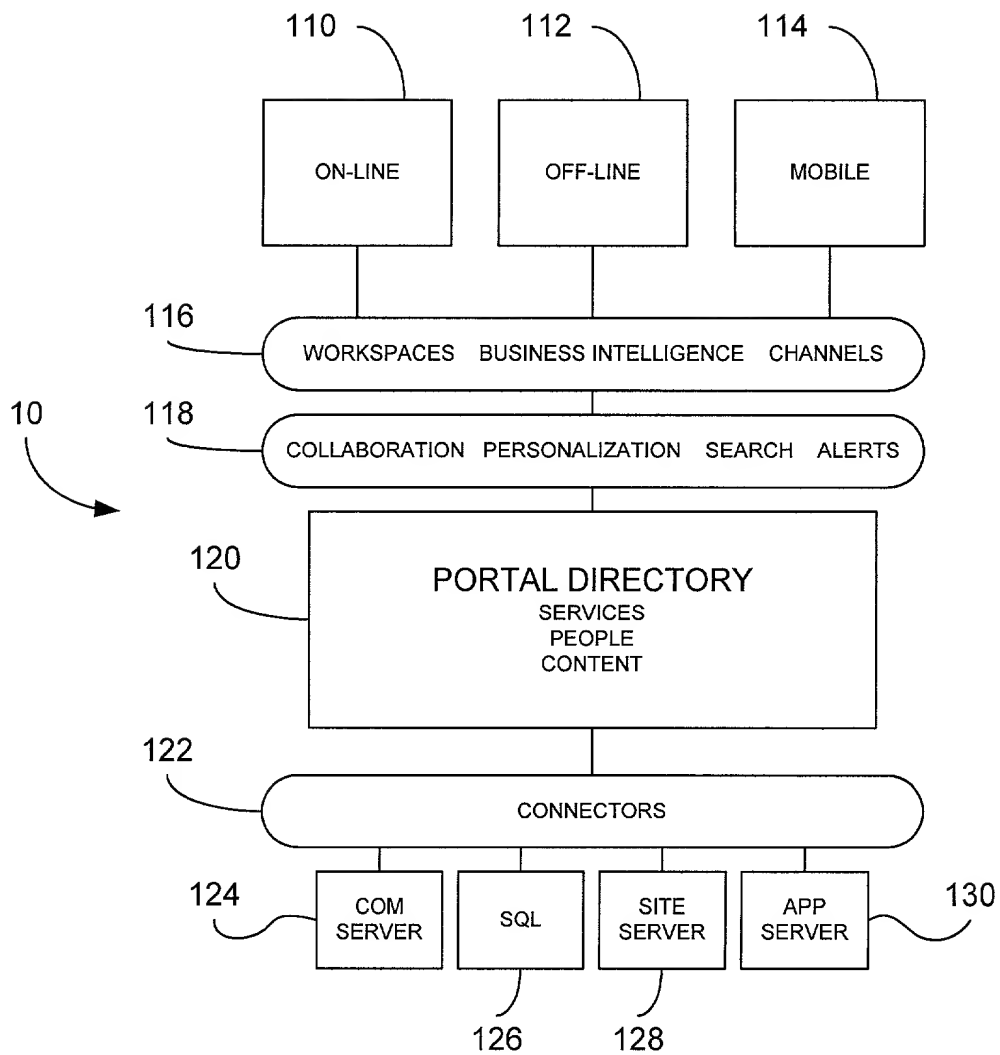 110 112 114
ON-LINE OFF-LINE MOBILE
116
WORKSPACES BUSINESS INTELLIGENCE CHANNELS
10
118
COLLABORATION PERSONALIZATION SEARCH ALERTS
120
PORTAL DIRECTORY
SERVICES
PEOPLE
CONTENT
122
CONNECTORS
124
COM
SERVER
SQL
SITE
SERVER
APP
SERVER
130
126 128